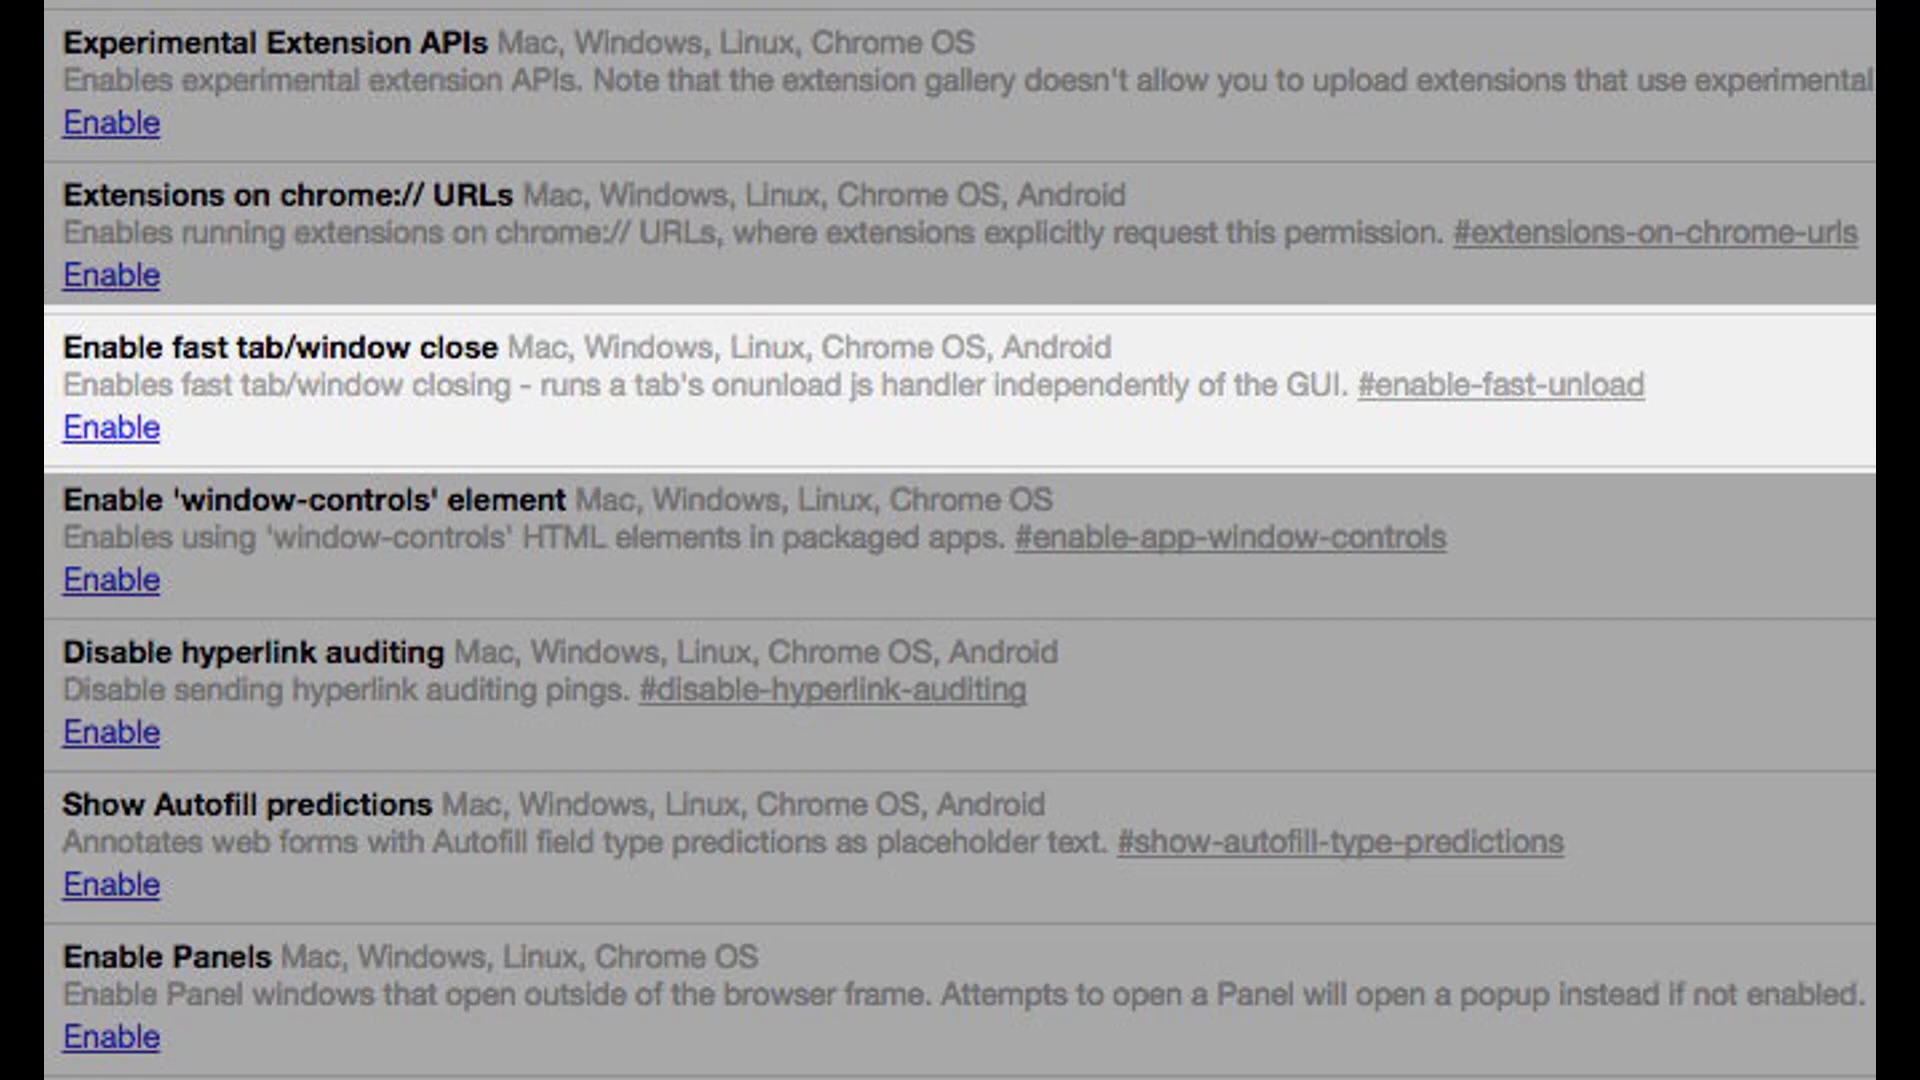 Experimental Extension APIs Mac, Windows, Linux, Chrome OS
Enables experimental extension APIs. Note that the extension gallery doesn't allow you to upload extensions that use experimental
Enable
Extensions on chrome:// URLs Mac, Windows, Linux, Chrome OS, Android
Enables running extensions on chrome:// URLs, where extensions explicitly request this permission. #extensions-on-chrome-urls
Enable
Enable fast tab/window close Mac, Windows, Linux, Chrome OS, Android
Enables fast tab/window closing - runs a tab's onunload js handler independently of the GUI. #enable-fast-unload
Enable
Enable 'window-controls' element Mac, Windows, Linux, Chrome OS
Enables using 'window-controls' HTML elements in packaged apps. #enable-app-window-controls
Enable
Disable hyperlink auditing Mac, Windows, Linux, Chrome OS, Android
Disable sending hyperlink auditing pings. #disable-hyperlink-auditing
Enable
Show Autofill predictions Mac, Windows, Linux, Chrome OS, Android
Annotates web forms with Autofill field type predictions as placeholder text. #show-autofill-type-predictions
Enable
Enable Panels Mac, Windows, Linux, Chrome OS
Enable Panel windows that open outside of the browser frame. Attempts to open a Panel will open a popup instead if not enabled.
Enable